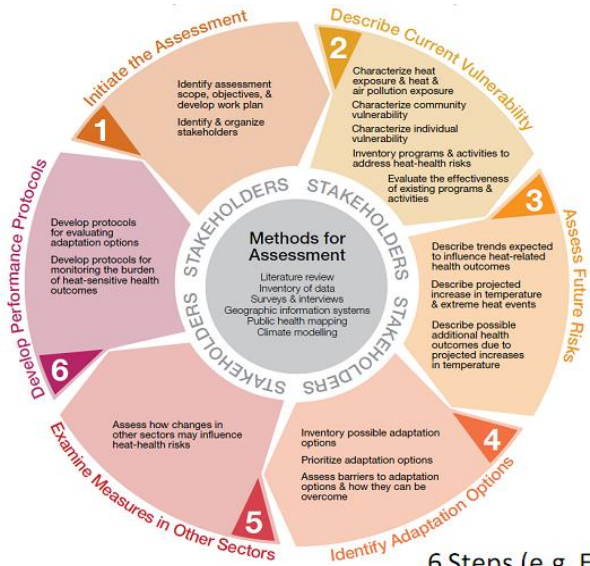 Initiate the Assessment
1
Identify assessment
scope, objectives, &
develop work plan
Identify & organize
stakeholders
Describe Current Vulnerability
2
Characterize heat
exposure & heat &
air pollution exposure
Characterize community
vulnerability
Characterize individual
vulnerability
Inventory programs & activities to
address heat-health risks
Evaluate the effectiveness
of existing programs &
activities
Assess Future Risks
3
Describe trends expected
to influence heat-related
health outcomes
Describe projected
increase in temperature
& extreme heat events
Describe possible
additional health
outcomes due to
projected increases
in temperature
Identify Adaptation Options
4
Inventory possible adaptation
options
Prioritize adaptation options
Assess barriers to adaptation
options & how they can be
overcome
Examine Measures in Other Sectors
5
Assess how changes in
other sectors may influence
heat-health risks
Develop Performance Protocols
6
Develop protocols
for evaluating
adaptation options
Develop protocols for
monitoring the burden
of heat-sensitive health
outcomes
STAKEHOLDERS
STAKEHOLDERS
STAKEHOLDERS
STAKEHOLDERS
Methods for
Assessment
Literature review
Inventory of data
Surveys & interviews
Geographic information systems
Public health mapping
Climate modelling
6 Steps (e.g.